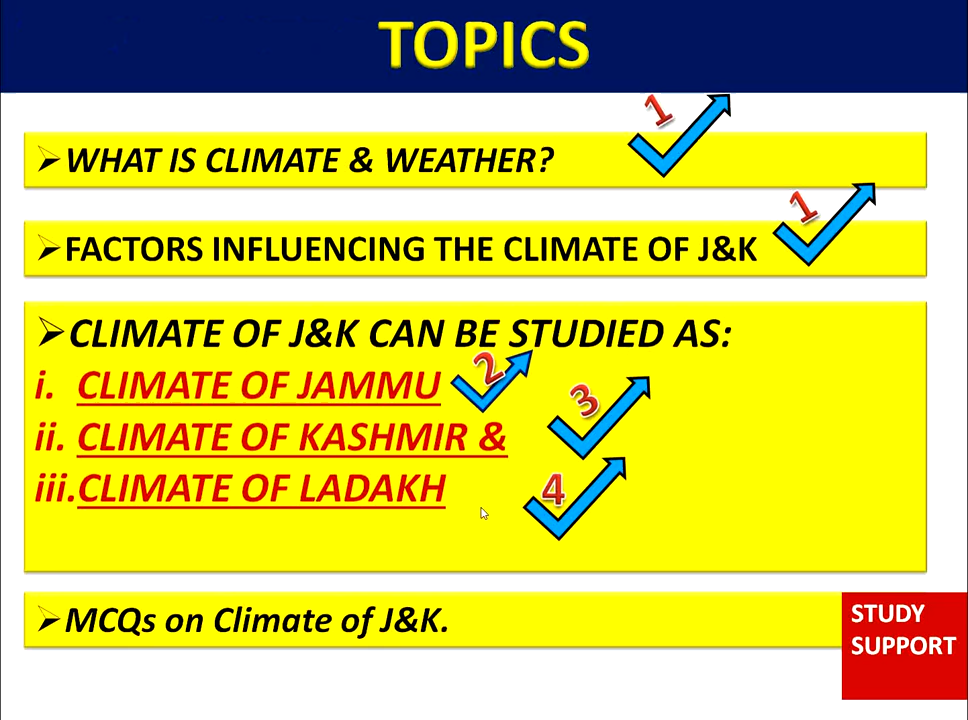 TOPICS
1
➢WHAT IS CLIMATE & WEATHER?
1
➢FACTORS INFLUENCING THE CLIMATE OF J&K
➢CLIMATE OF J&K CAN BE STUDIED AS:
i. CLIMATE OF JAMMU 2
ii. CLIMATE OF KASHMIR & 3
iii.CLIMATE OF LADAKH 4
➢MCQs on Climate of J&K.
STUDY
SUPPORT